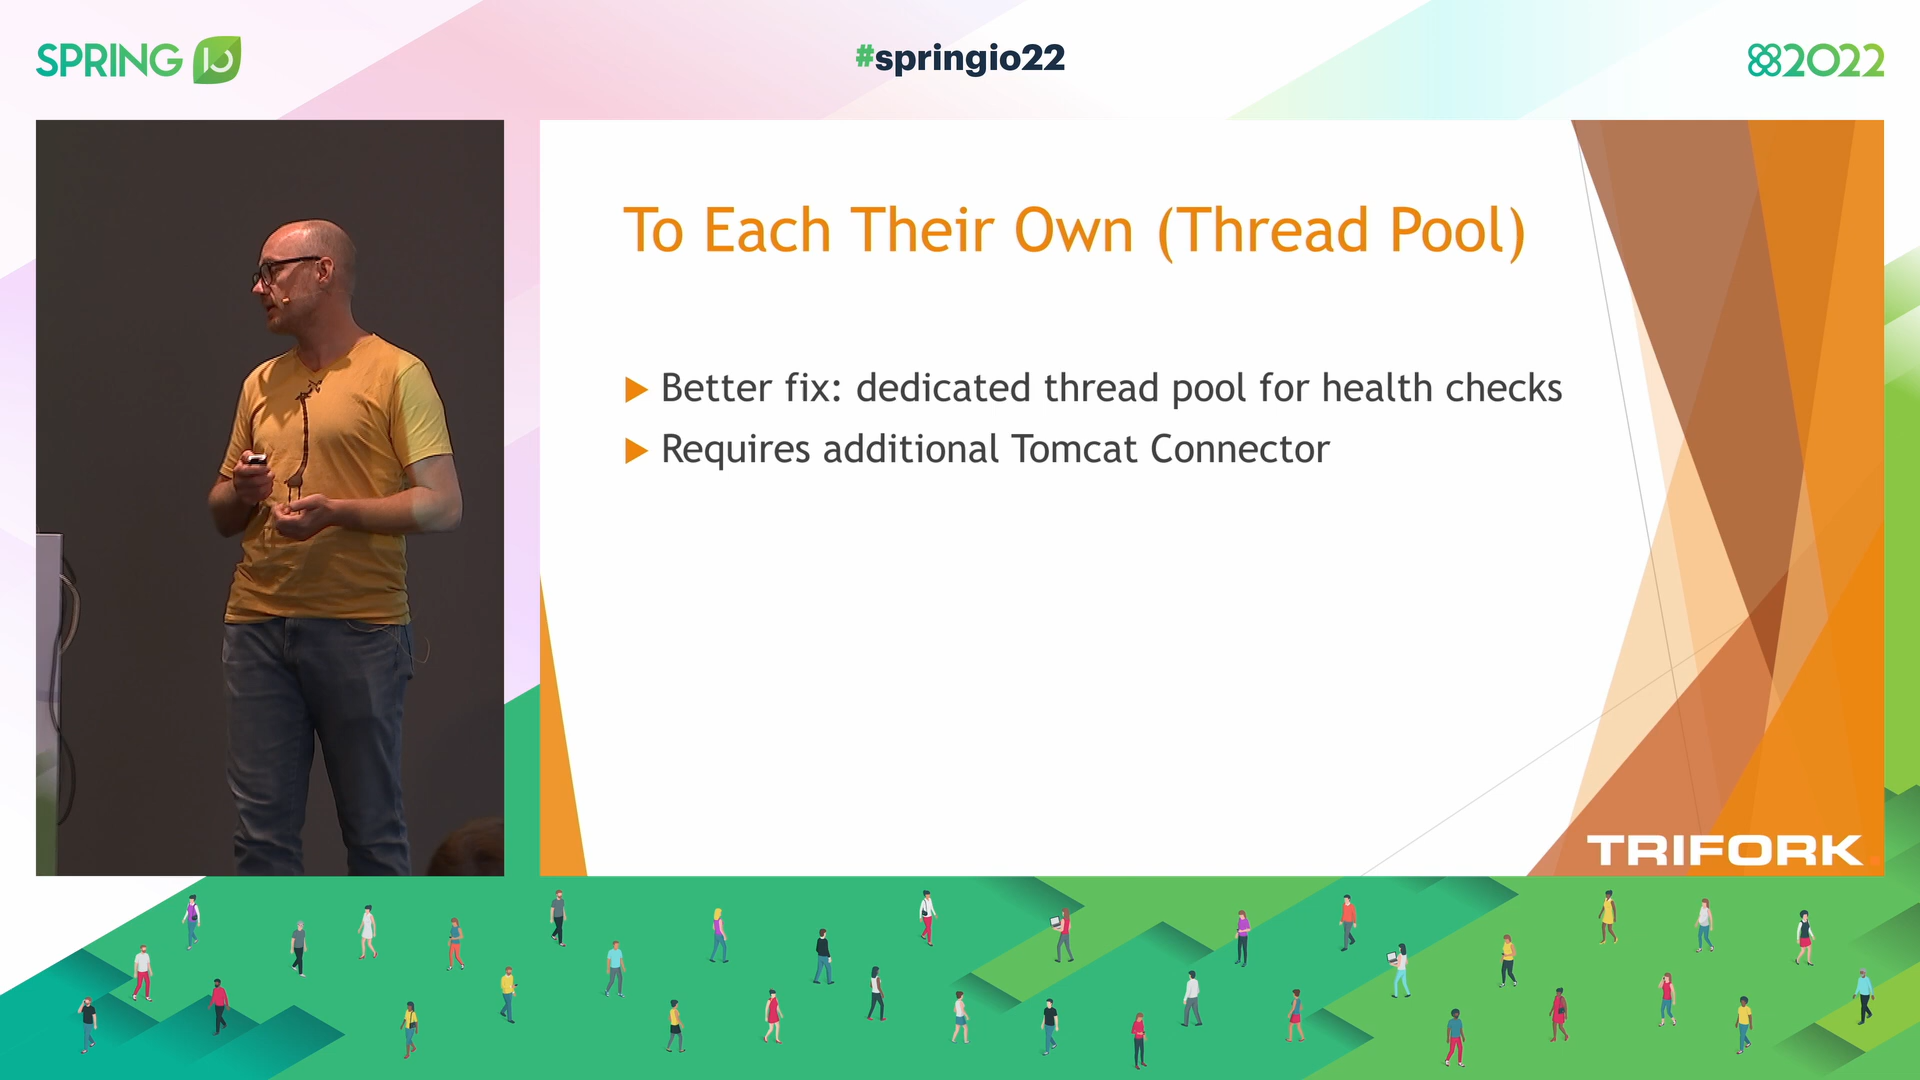 SPRING IO
#springio22
2022
To Each Their Own (Thread Pool)
Better fix: dedicated thread pool for health checks
Requires additional Tomcat Connector
TRIFORK